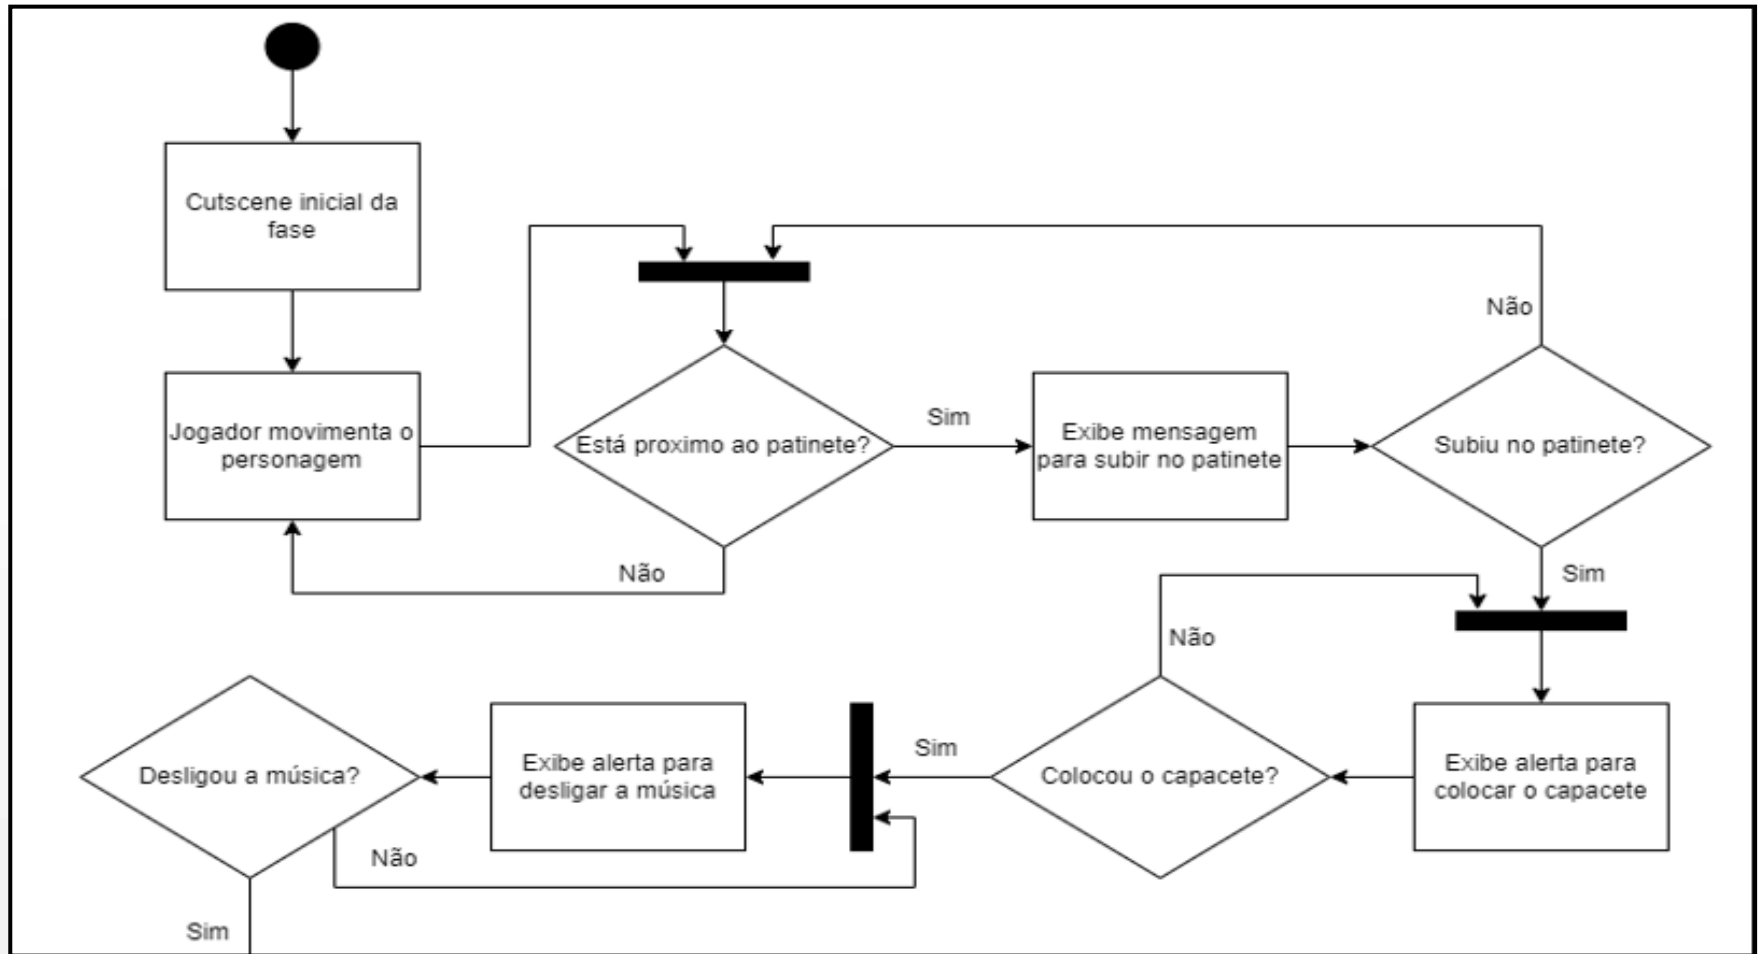 Cutscene inicial da
fase
Jogador movimenta o
personagem
Está proximo ao patinete?
Não
Sim
Exibe mensagem
para subir no patinete
Subiu no patinete?
Não
Sim
Exibe alerta para
colocar o capacete
Colocou o capacete?
Não
Sim
Exibe alerta para
desligar a música
Desligou a música?
Não
Sim